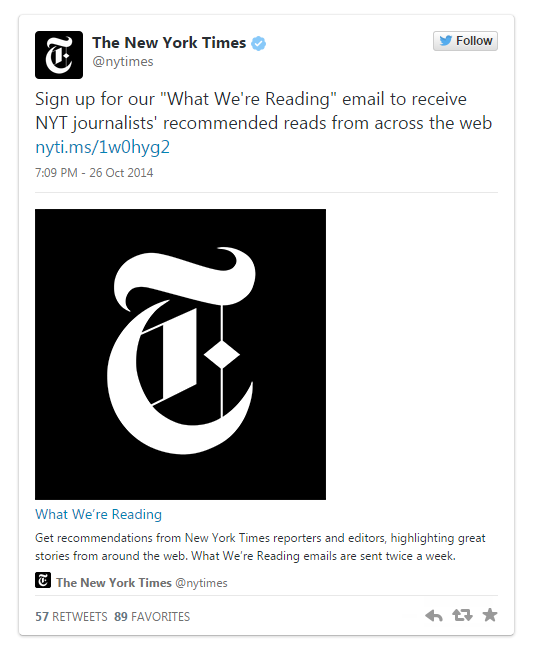 The New York Times
Follow
@nytimes
Sign up for our "What We're Reading" email to receive
NYT journalists' recommended reads from across the web
nyti.ms/1w0hyg2
7:09 PM - 26 Oct 2014
What We're Reading
Get recommendations from New York Times reporters and editors, highlighting great
stories from around the web. What We're Reading emails are sent twice a week.
The New York Times @nytimes
57 RETWEETS 89 FAVORITES